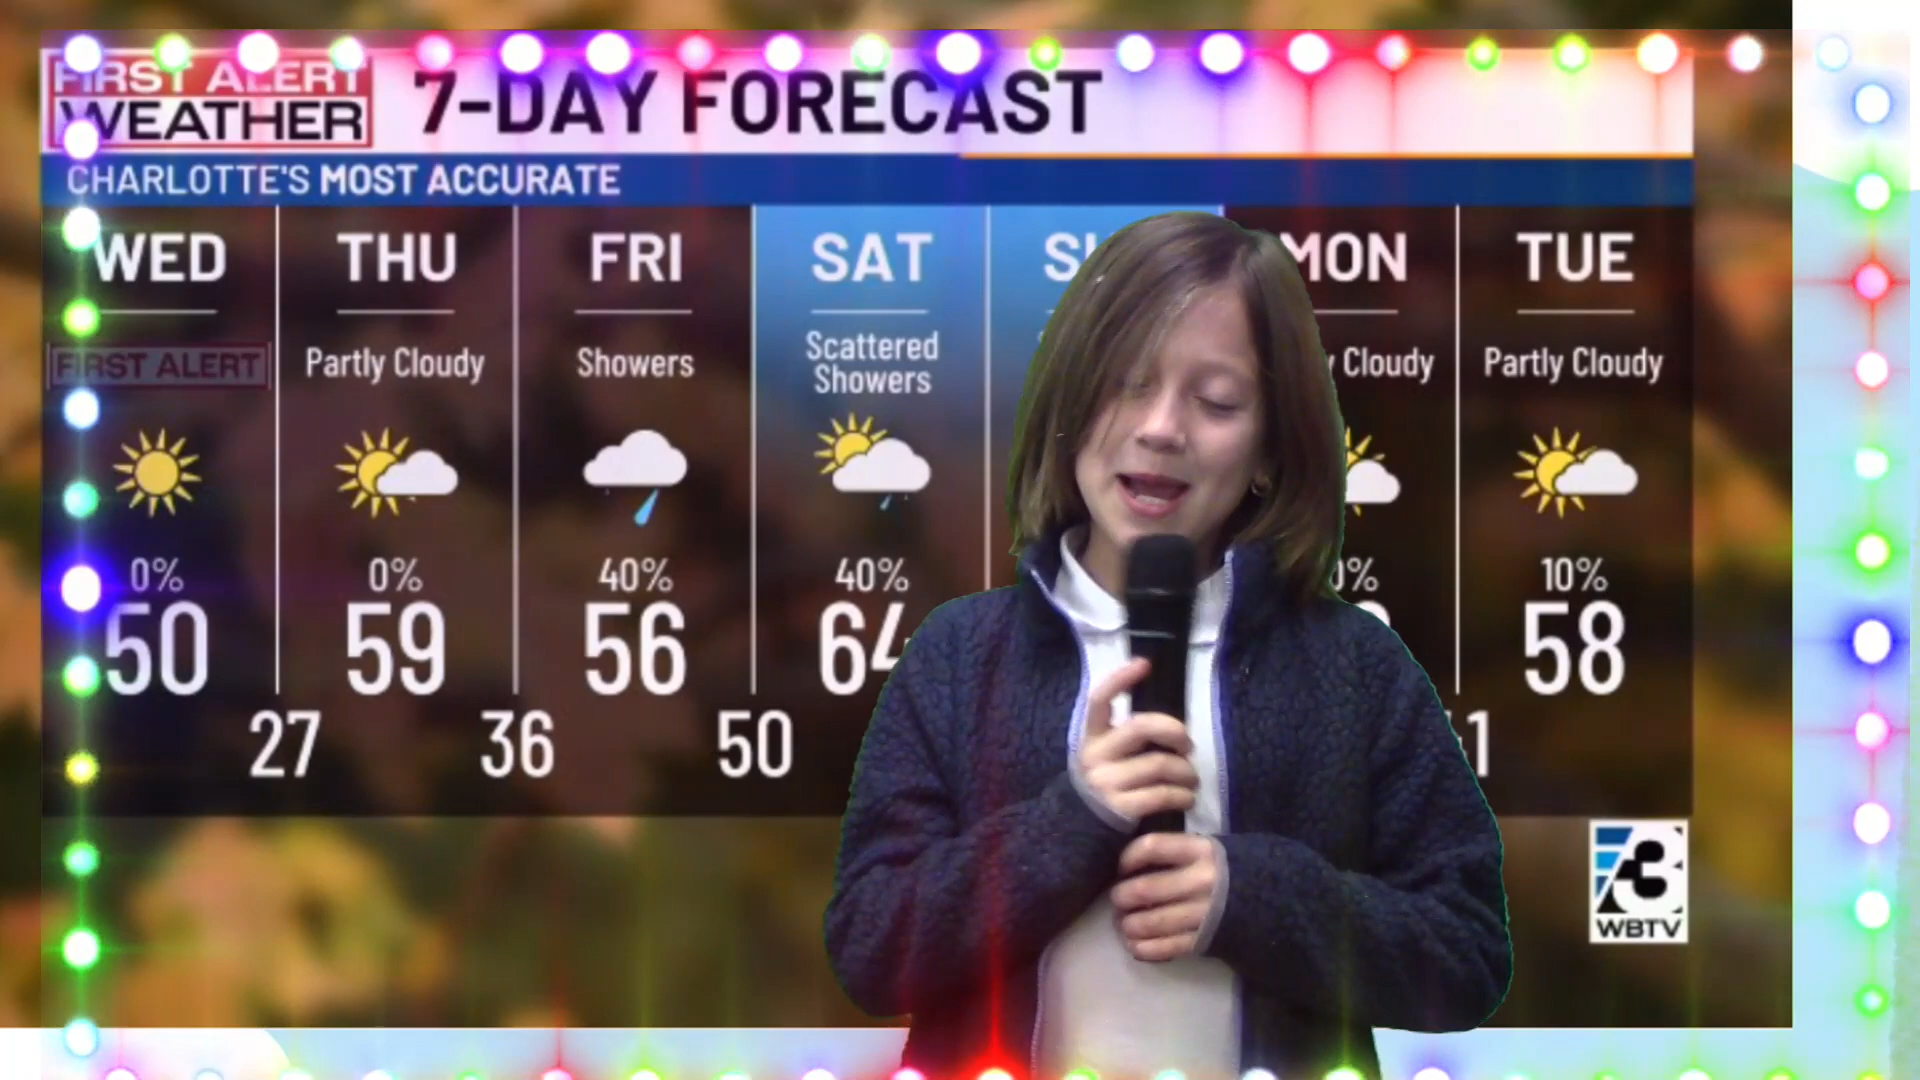 FIRST ALERT
WEATHER
7-DAY FORECAST
CHARLOTTE'S MOST ACCURATE
WED
THU
FRI
SAT
MON
TUE
FIRST ALERT
Partly Cloudy
Showers
Scattered
Showers
Cloudy
Partly Cloudy
0%
0%
40%
40%
10%
50
59
56
64
58
27
36
50
3
WBTV